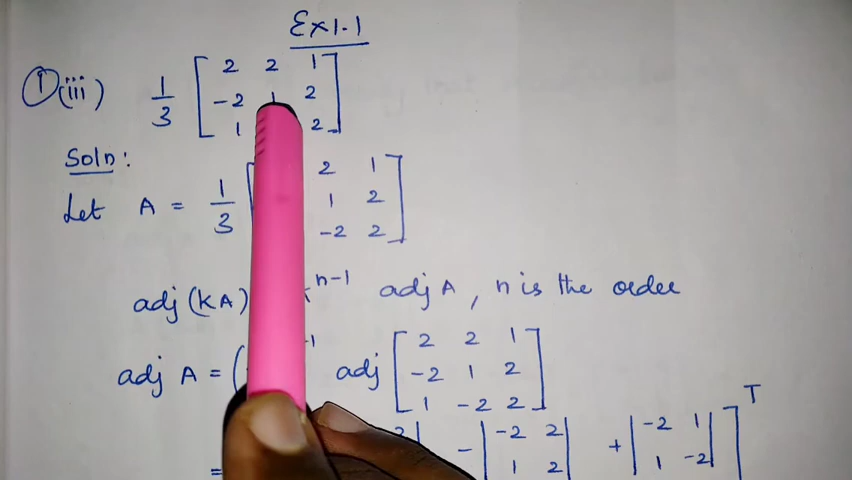 Ex 1.1
① (iii) 1/3 [ 2 2 1
-2 1 2
1 2 ]
Soln:
Let A = 1/3 [ 2 1
1 2
-2 2 ]
adj (KA) n-1 adj A, n is the order
adj A = ( -1 adj [ 2 2 1
-2 1 2
1 -2 2 ]
= - | -2 2 | + | -2 1 | ] T
| 1 2 | | 1 -2 |